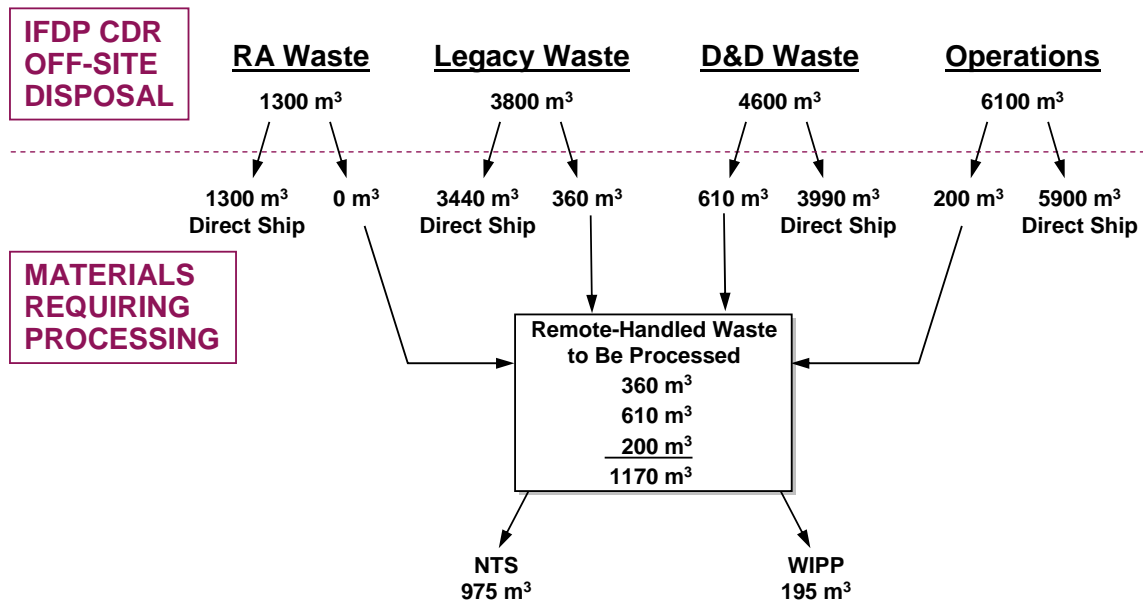 IFDP CDR
OFF-SITE
DISPOSAL
RA Waste
Legacy Waste
D&D Waste
Operations
1300 m³
3800 m³
4600 m³
6100 m³
1300 m³
Direct Ship
0 m³
3440 m³
Direct Ship
360 m³
610 m³
3990 m³
Direct Ship
200 m³
5900 m³
Direct Ship
MATERIALS
REQUIRING
PROCESSING
Remote-Handled Waste
to Be Processed
360 m³
610 m³
200 m³
1170 m³
NTS
975 m³
WIPP
195 m³